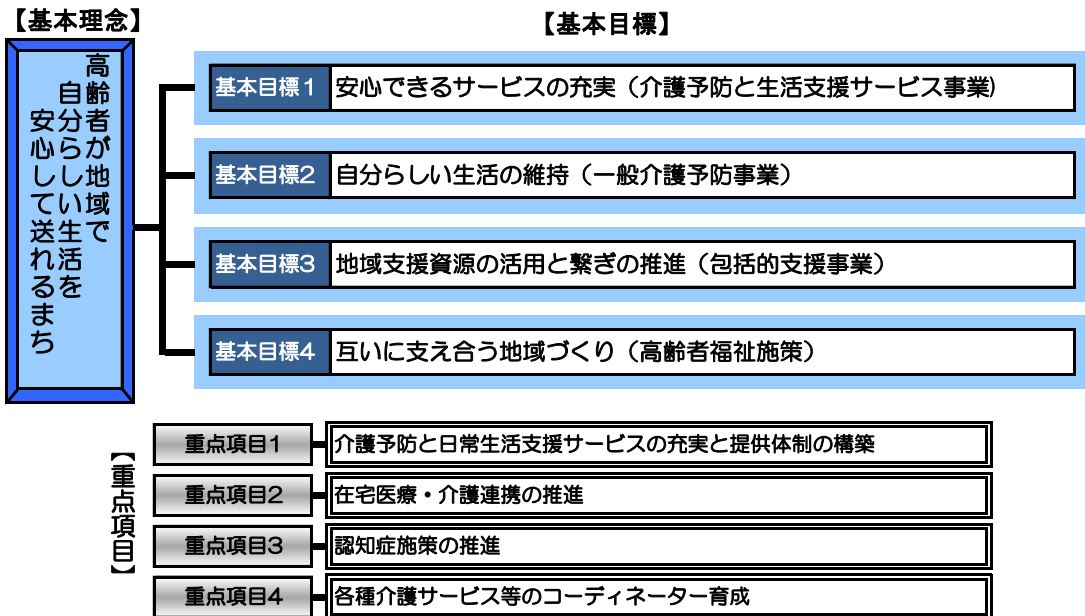 【基本理念】
高齢者が地域で
自分らしい生活を
安心して送れるまち
【基本目標】
基本目標1 安心できるサービスの充実（介護予防と生活支援サービス事業)
基本目標2 自分らしい生活の維持（一般介護予防事業）
基本目標3 地域支援資源の活用と繋ぎの推進（包括的支援事業）
基本目標4 互いに支え合う地域づくり（高齢者福祉施策）
【重点項目】
重点項目1 介護予防と日常生活支援サービスの充実と提供体制の構築
重点項目2 在宅医療・介護連携の推進
重点項目3 認知症施策の推進
重点項目4 各種介護サービス等のコーディネーター育成